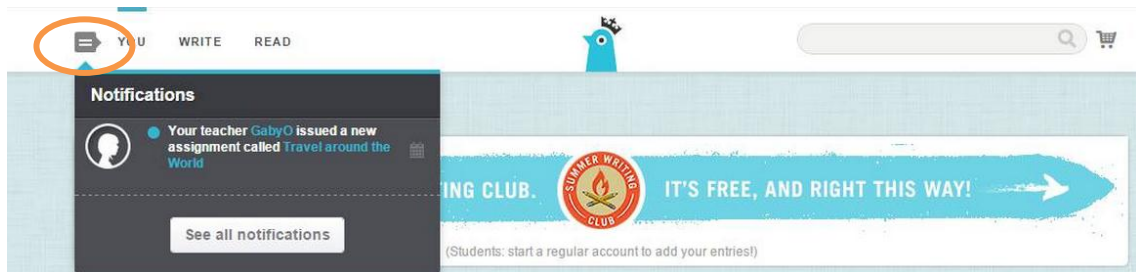 YOU WRITE READ
Notifications
Your teacher GabyO issued a new
assignment called Travel around the
World
See all notifications
ING CLUB.
SUMMER WRITING
CLUB
IT'S FREE, AND RIGHT THIS WAY!
(Students: start a regular account to add your entries!)